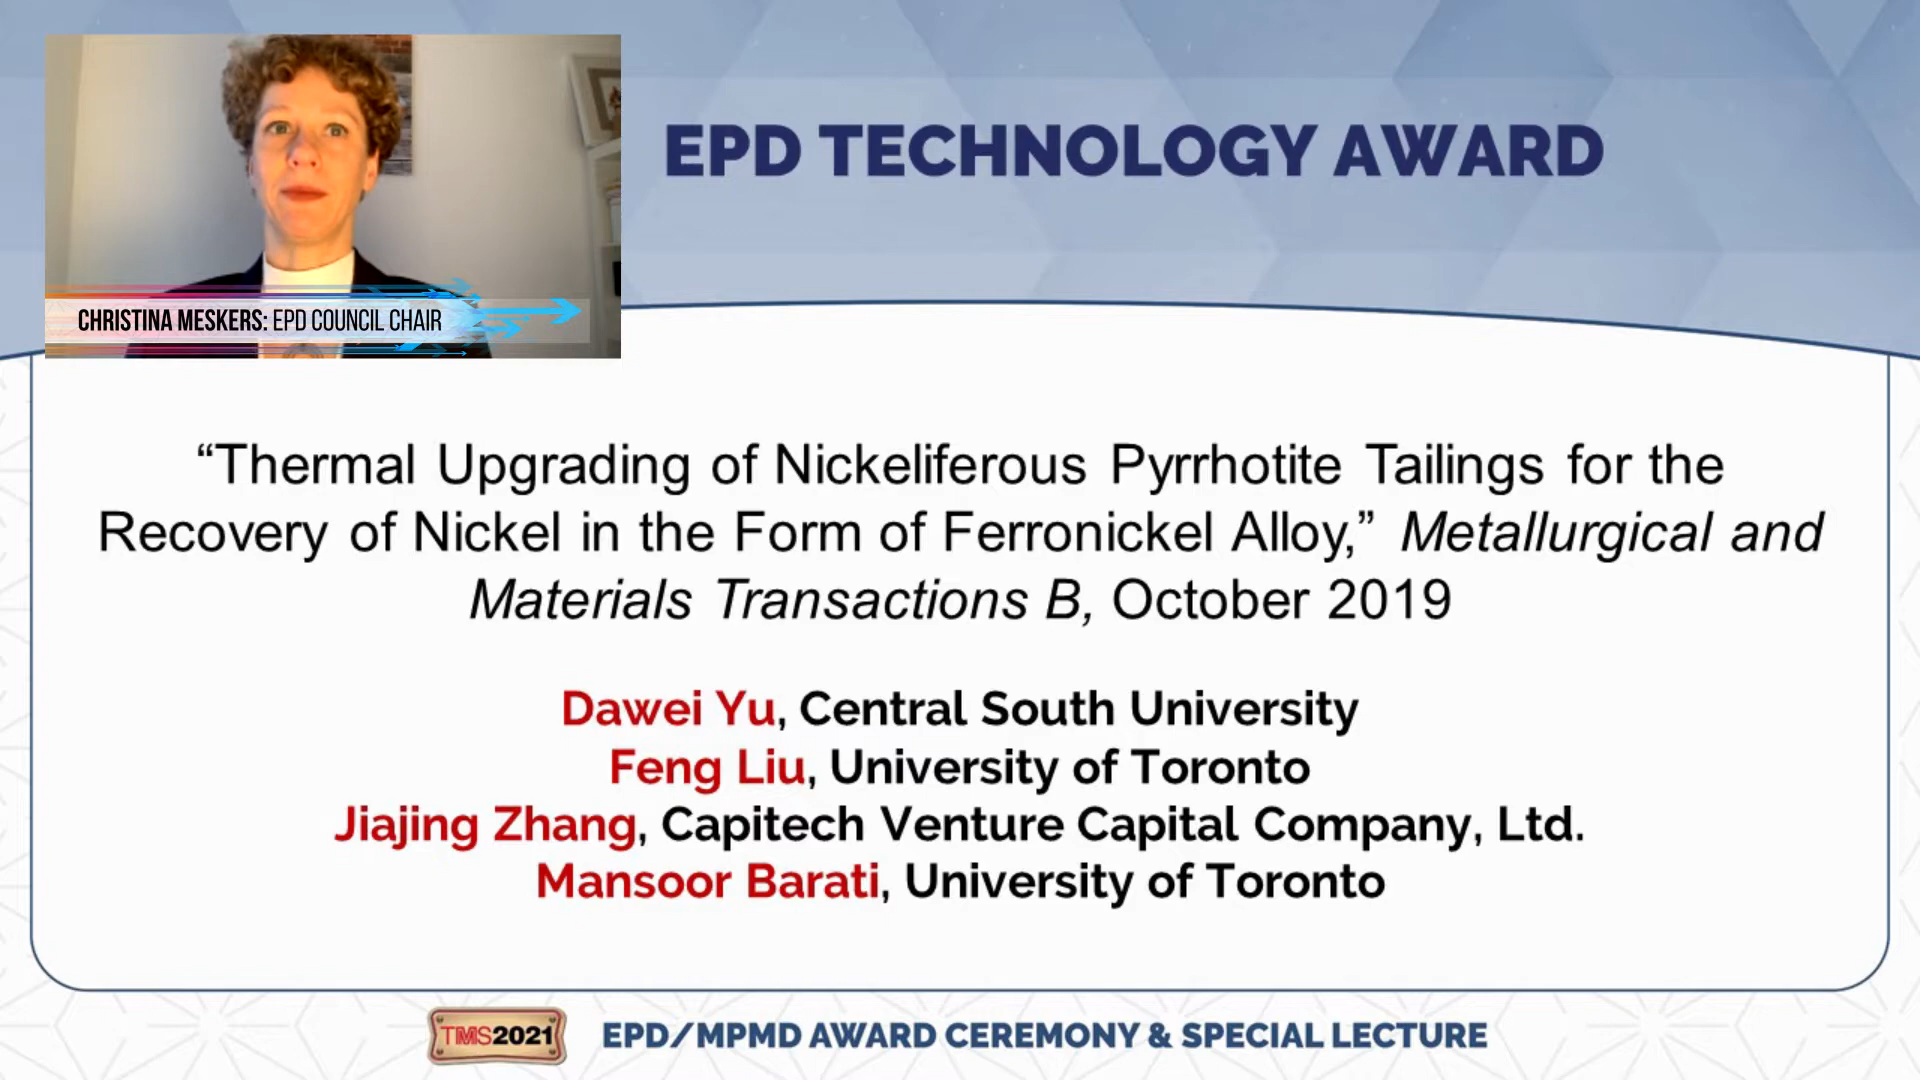 EPD TECHNOLOGY AWARD
CHRISTINA MESKERS: EPD COUNCIL CHAIR
“Thermal Upgrading of Nickeliferous Pyrrhotite Tailings for the
Recovery of Nickel in the Form of Ferronickel Alloy,” Metallurgical and
Materials Transactions B, October 2019
Dawei Yu, Central South University
Feng Liu, University of Toronto
Jiajing Zhang, Capitech Venture Capital Company, Ltd.
Mansoor Barati, University of Toronto
TMS2021
EPD/MPMD AWARD CEREMONY & SPECIAL LECTURE